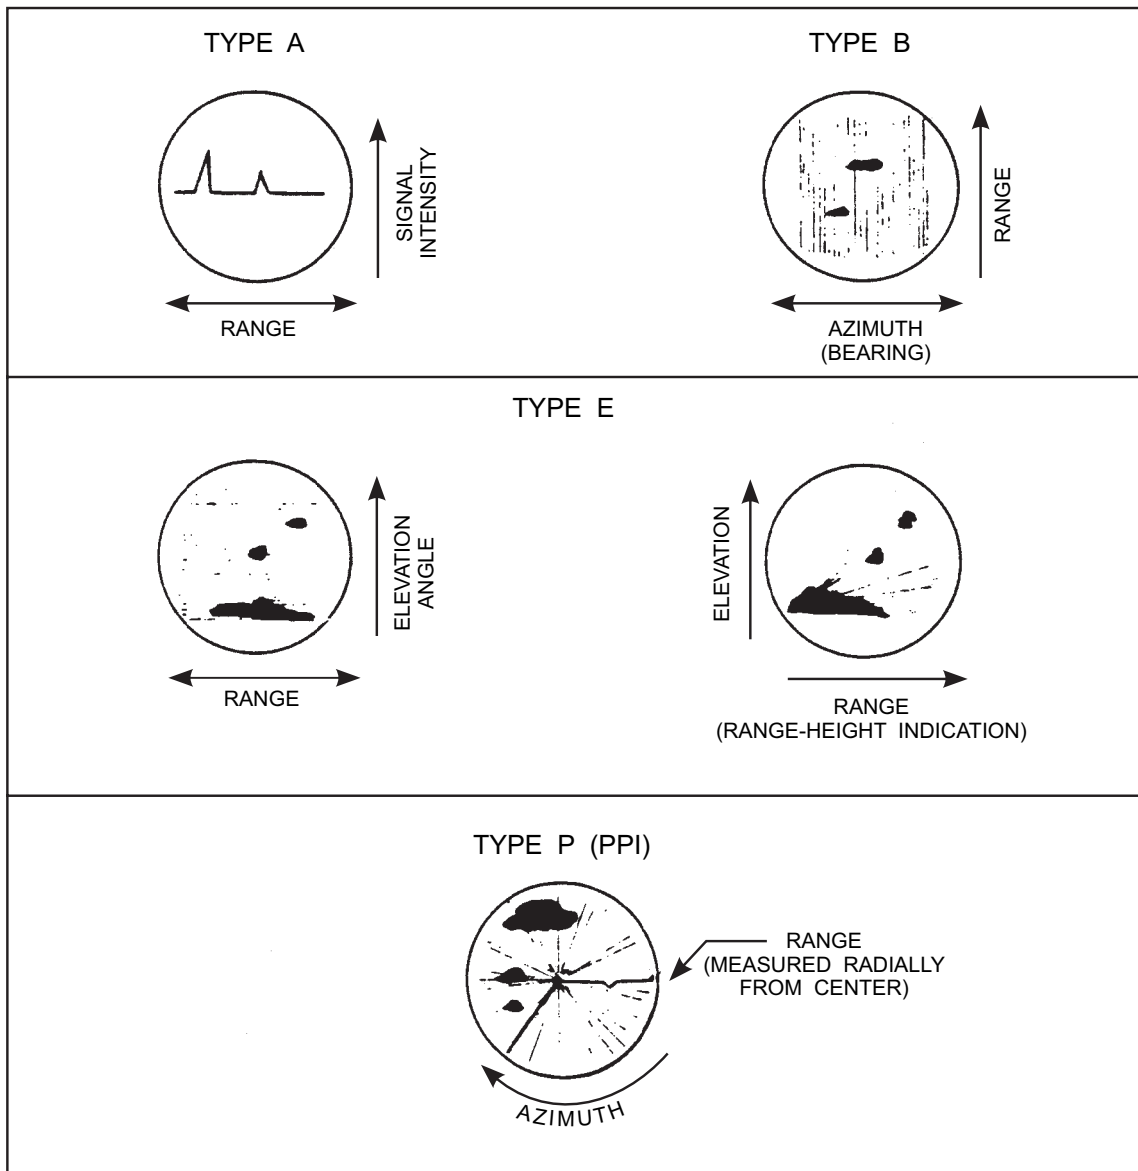 TYPE A
SIGNAL
INTENSITY
RANGE
TYPE B
RANGE
AZIMUTH
(BEARING)
TYPE E
ELEVATION
ANGLE
RANGE
ELEVATION
RANGE
(RANGE-HEIGHT INDICATION)
TYPE P (PPI)
RANGE
(MEASURED RADIALLY
FROM CENTER)
AZIMUTH